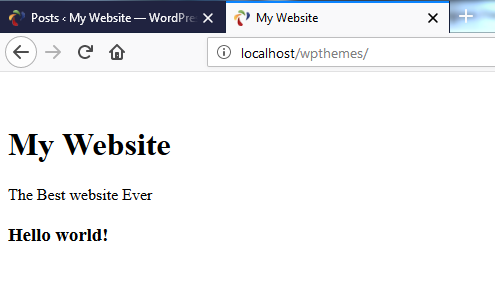 Posts ‹ My Website — WordPre
My Website
localhost/wpthemes/
My Website
The Best website Ever
Hello world!